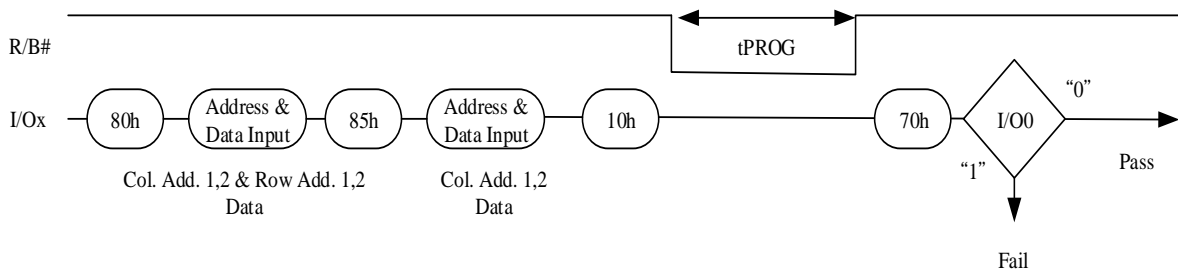 R/B#
tPROG
I/Ox
80h
Address &
Data Input
85h
Address &
Data Input
10h
70h
I/O0
“0”
“1”
Pass
Col. Add. 1,2 & Row Add. 1,2
Data
Col. Add. 1,2
Data
Fail